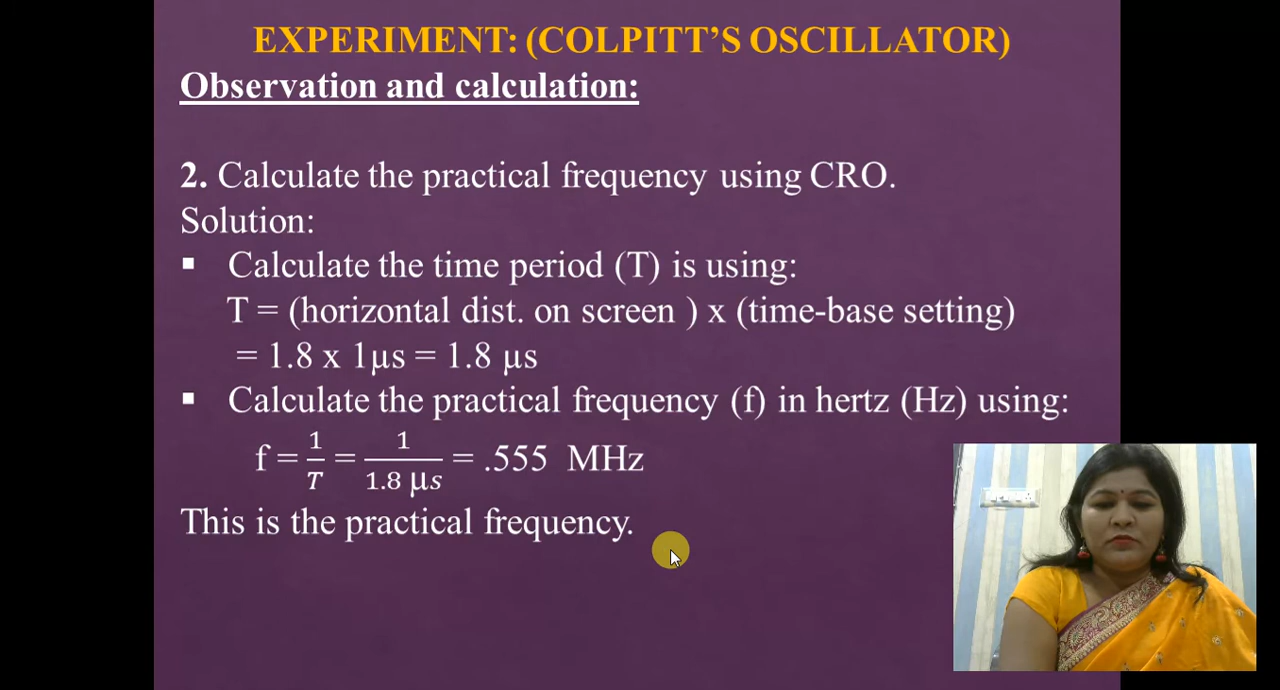 EXPERIMENT: (COLPITT’S OSCILLATOR)
Observation and calculation:
2. Calculate the practical frequency using CRO.
Solution:
▪ Calculate the time period (T) is using:
T = (horizontal dist. on screen ) x (time-base setting)
= 1.8 x 1μs = 1.8 μs
▪ Calculate the practical frequency (f) in hertz (Hz) using:
f = 1/T = 1/1.8 μs = .555 MHz
This is the practical frequency.